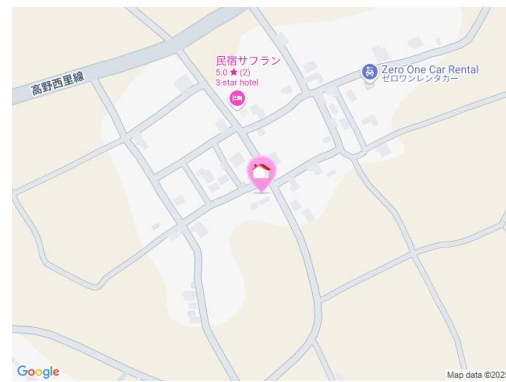 民宿サフラン
5.0 ★ (2)
3-star hotel
高野西里線
Zero One Car Rental
ゼロワンレンタカー
Google
Map data ©2025